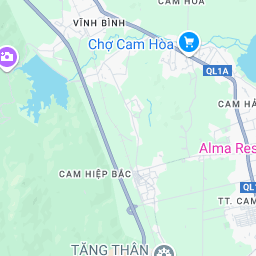 CAM HÒA
VĨNH BÌNH
Chợ Cam Hòa
QL1A
CAM HẢ
Alma Res
CAM HIỆP BẮC
QL1
TT. CAM
TĂNG THÂN